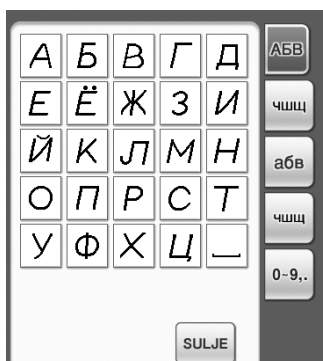 А Б В Г Д
Е Ё Ж З И
Й К Л М Н
О П Р С Т
У Ф Х Ц _
АБВ
чшщ
абв
чшщ
0~9,.
SULJE